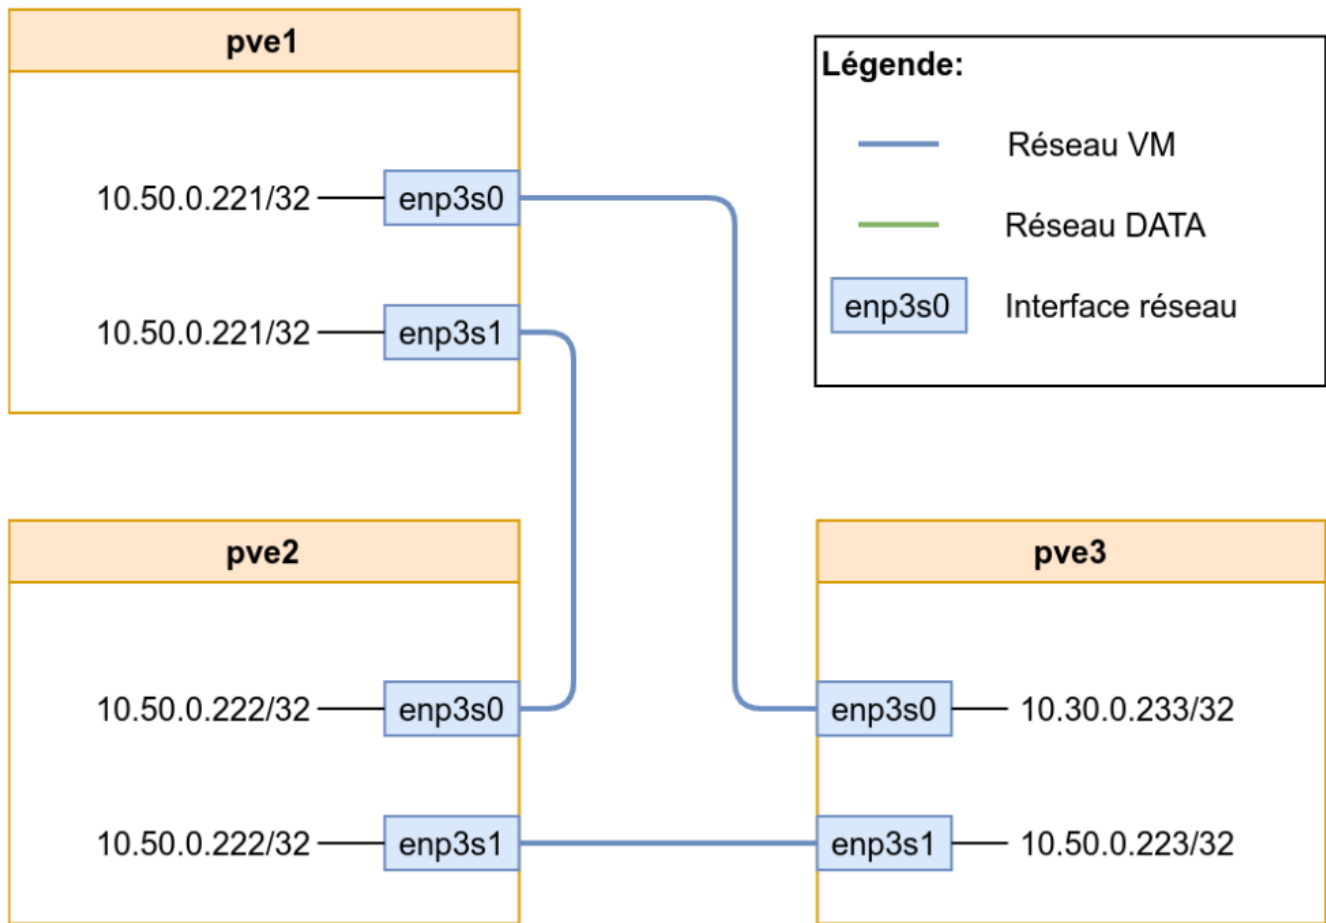 pve1
10.50.0.221/32
enp3s0
10.50.0.221/32
enp3s1
Légende:
Réseau VM
Réseau DATA
enp3s0
Interface réseau
pve2
10.50.0.222/32
enp3s0
10.50.0.222/32
enp3s1
pve3
enp3s0
10.30.0.233/32
enp3s1
10.50.0.223/32